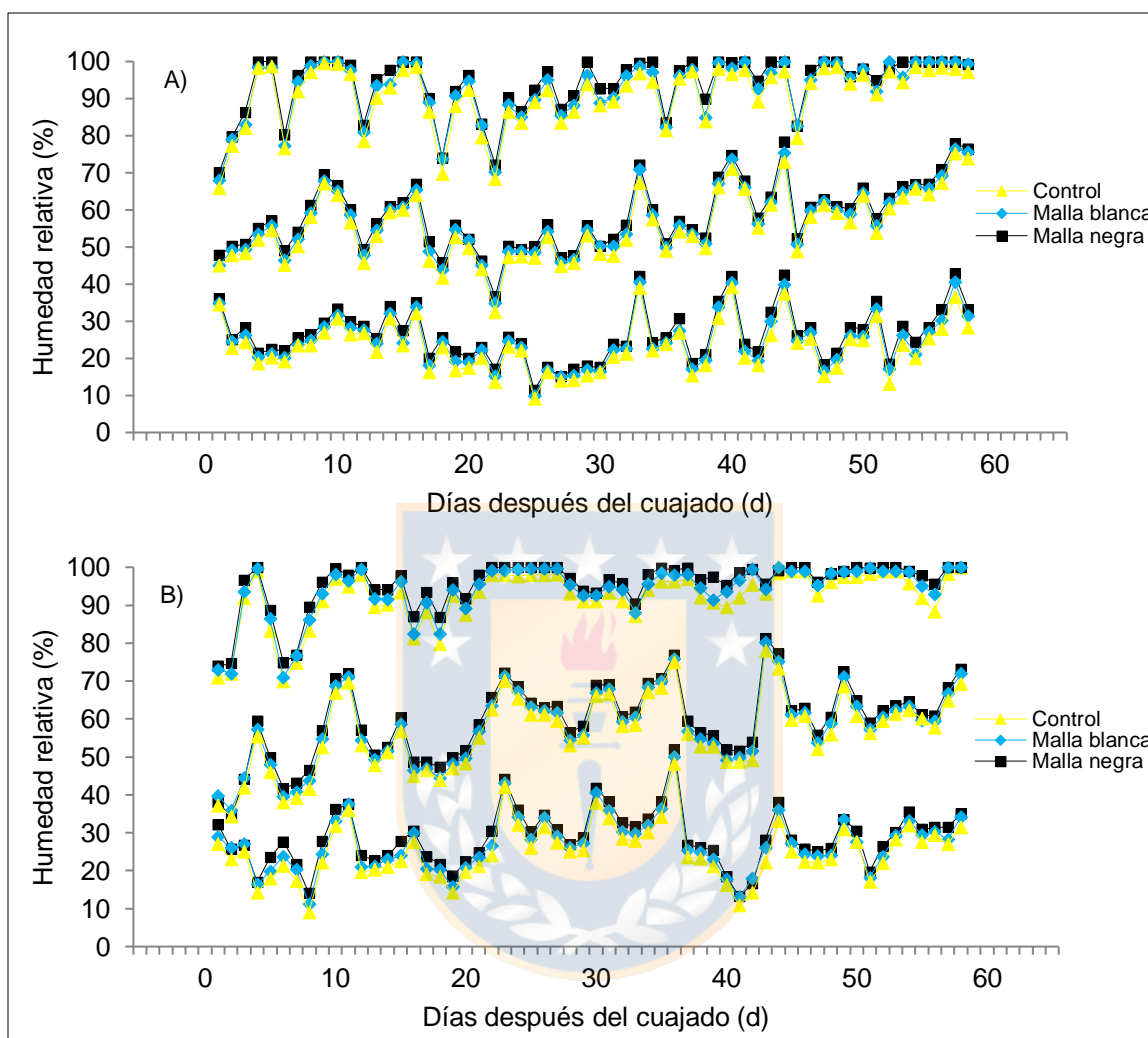 A)
Humedad relativa (%)
100
90
80
70
60
50
40
30
20
10
0
0 10 20 30 40 50 60
Días después del cuajado (d)
Control
Malla blanca
Malla negra
B)
Humedad relativa (%)
100
90
80
70
60
50
40
30
20
10
0
0 10 20 30 40 50 60
Días después del cuajado (d)
Control
Malla blanca
Malla negra